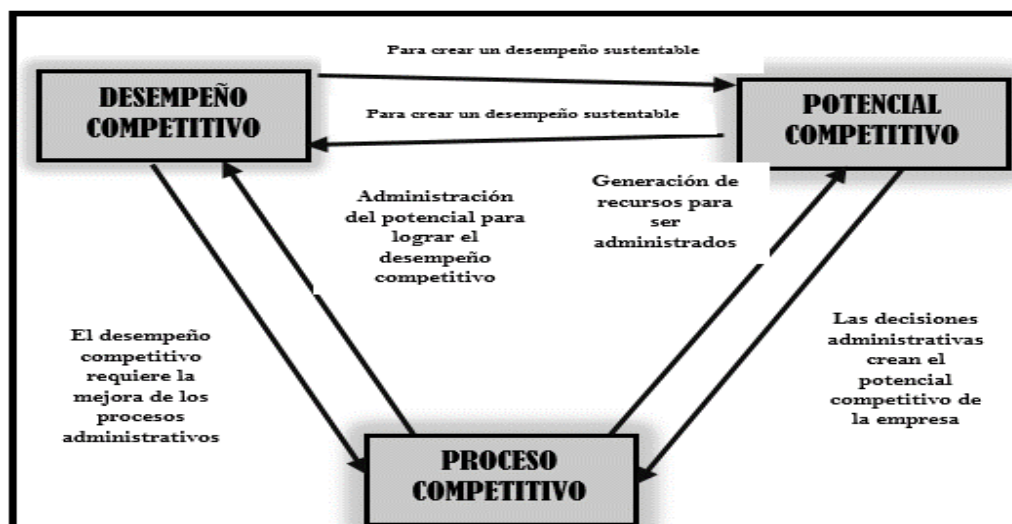 Para crear un desempeño sustentable
DESEMPEÑO
COMPETITIVO
POTENCIAL
COMPETITIVO
Para crear un desempeño sustentable
Administración
del potencial para
lograr el
desempeño
competitivo
Generación de
recursos para
ser
administrados
El desempeño
competitivo
requiere la
mejora de los
procesos
administrativos
Las decisiones
administrativas
crean el
potencial
competitivo de
la empresa
PROCESO
COMPETITIVO